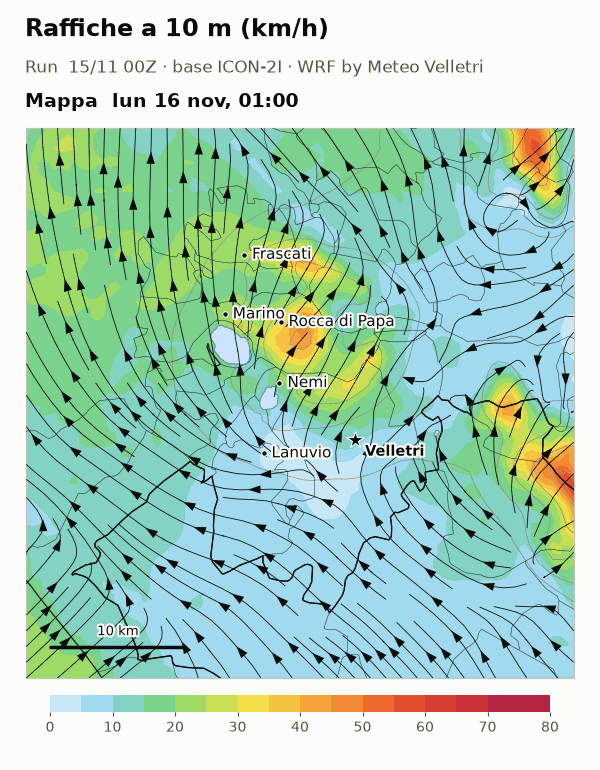 Raffiche a 10 m (km/h)
Run  15/11 00Z · base ICON-2I · WRF by Meteo Velletri
Mappa  lun 16 nov, 01:00
Frascati
Marino
Rocca di Papa
Nemi
Lanuvio
Velletri
10 km
0 10 20 30 40 50 60 70 80